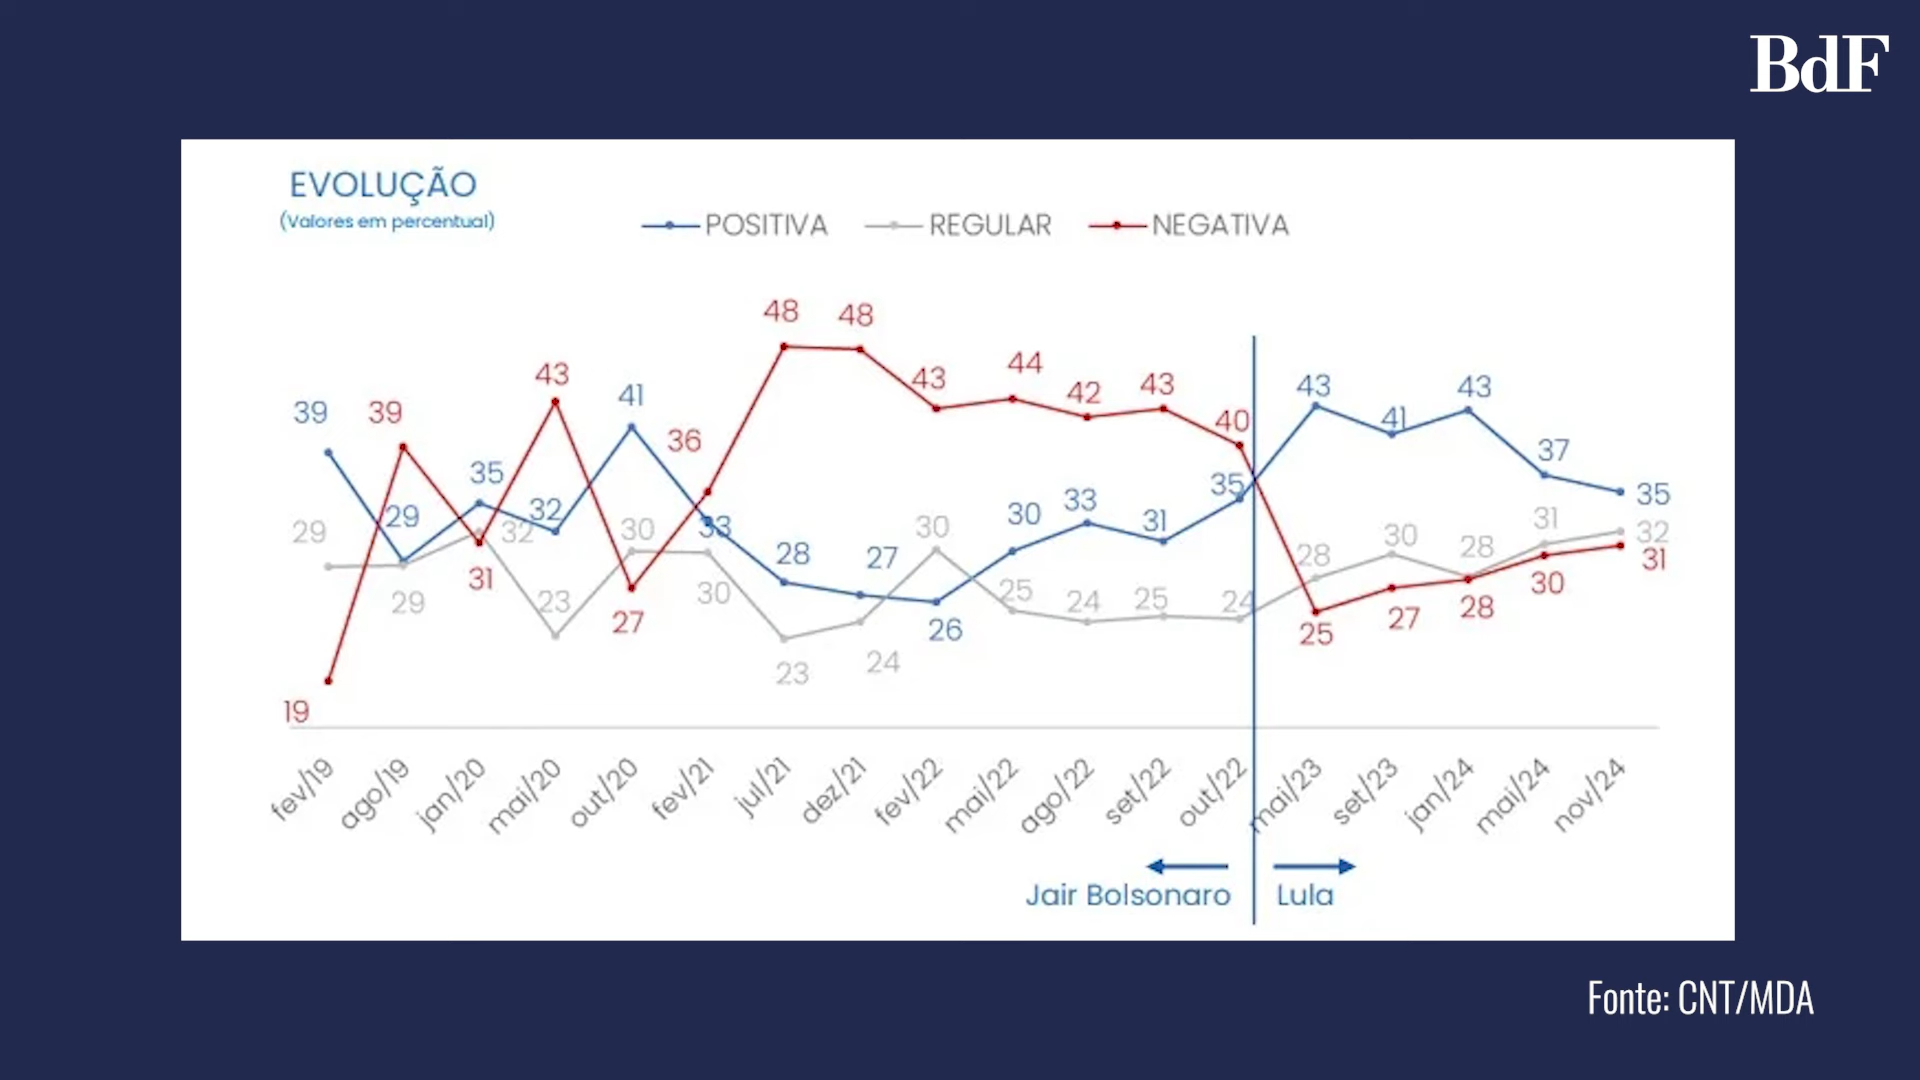 BdF
EVOLUÇÃO
(Valores em percentual)
POSITIVA REGULAR NEGATIVA
48 48
43 41 43 44 42 43 40 43 41 43
39 39 36 37
35 32 33 28 27 30 33 31 35 35
29 29 32 30 30 28 30 28 31 32
29 31 23 27 30 26 25 24 25 24 25 27 28 30 31
23 24
19
fev/19 ago/19 jan/20 mai/20 out/20 fev/21 jul/21 dez/21 fev/22 mai/22 ago/22 set/22 out/22 mai/23 set/23 jan/24 mai/24 nov/24
Jair Bolsonaro Lula
Fonte: CNT/MDA